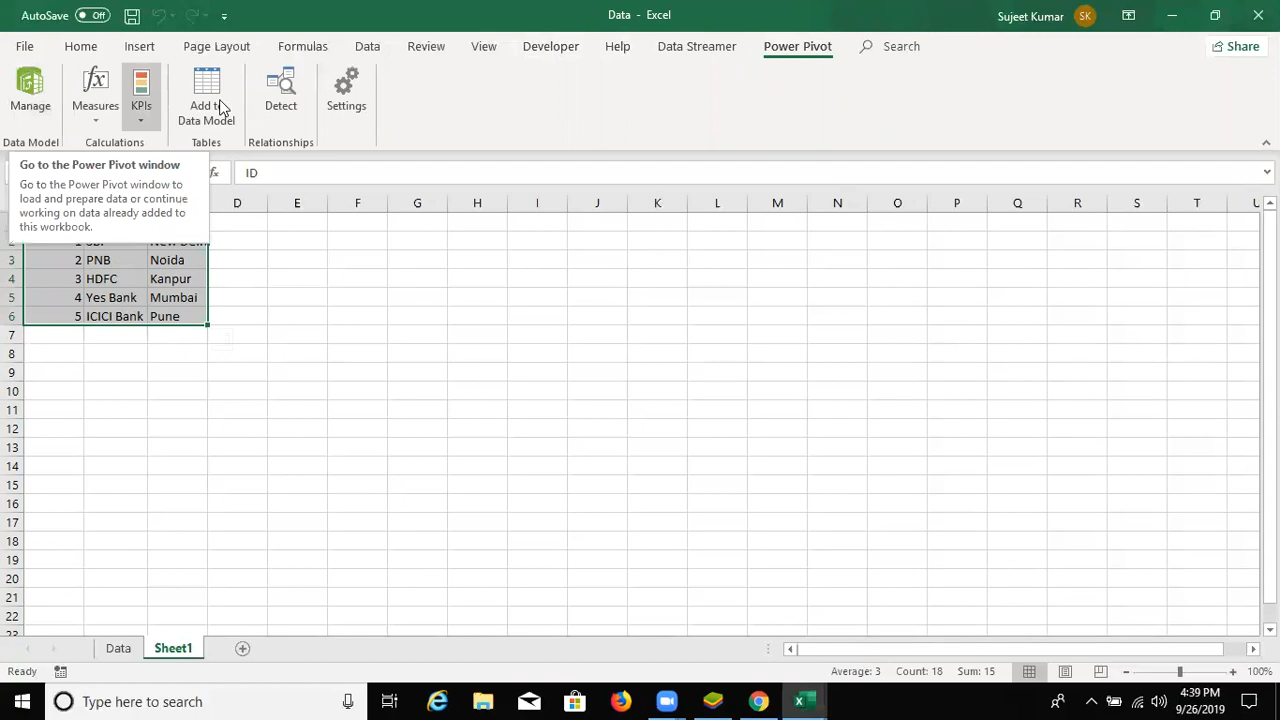 AutoSave Off
Data - Excel
Sujeet Kumar SK
File Home Insert Page Layout Formulas Data Review View Developer Help Data Streamer Power Pivot Search Share
Manage Measures KPIs Add to Data Model Detect Settings
Data Model Calculations Tables Relationships
Go to the Power Pivot window
Go to the Power Pivot window to
load and prepare data or continue
working on data already added to
this workbook.
fx ID
D E F G H I J K L M N O P Q R S T U
3 2 PNB Noida
4 3 HDFC Kanpur
5 4 Yes Bank Mumbai
6 5 ICICI Bank Pune
7
8
9
10
11
12
13
14
15
16
17
18
19
20
21
22
23
Data Sheet1
Ready Average: 3 Count: 18 Sum: 15 100%
Type here to search
4:39 PM
9/26/2019